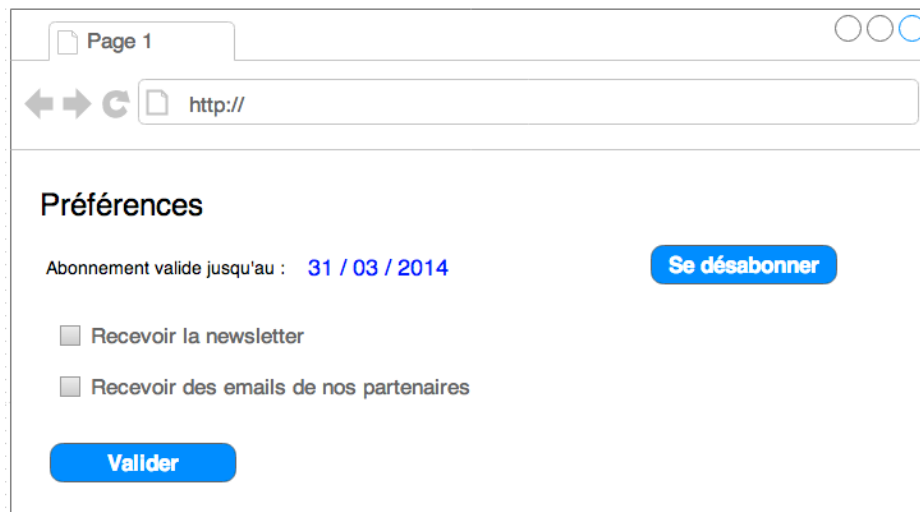 Page 1
http://
Préférences
Abonnement valide jusqu'au : 31 / 03 / 2014 Se désabonner
Recevoir la newsletter
Recevoir des emails de nos partenaires
Valider